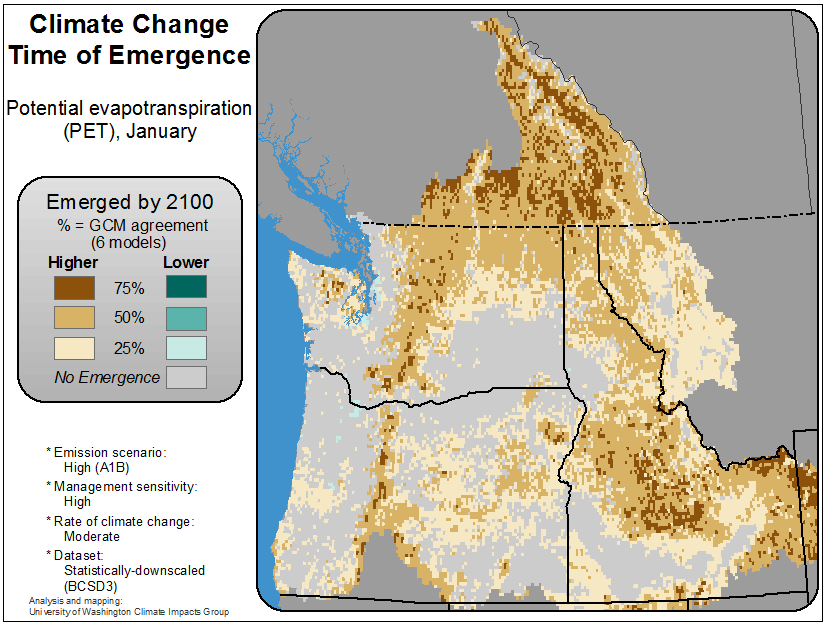 Climate Change
Time of Emergence
Potential evapotranspiration
(PET), January
Emerged by 2100
% = GCM agreement
(6 models)
Higher Lower
75%
50%
25%
No Emergence
* Emission scenario:
High (A1B)
* Management sensitivity:
High
* Rate of climate change:
Moderate
* Dataset:
Statistically-downscaled
(BCSD3)
Analysis and mapping:
University of Washington Climate Impacts Group